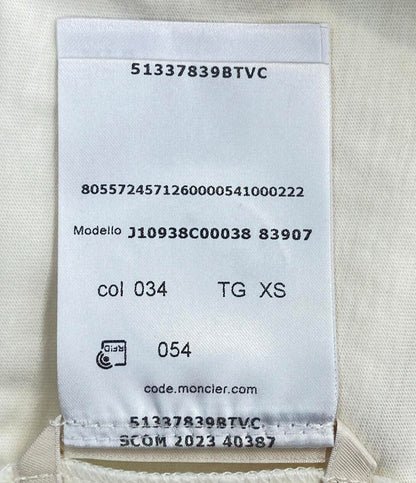 51337839BTVC
8055724571260000541000222
Modello J10938C00038 83907
col 034 TG XS
RFID 054
code.moncler.com
51337839BTVC
SCOM 2023 40387